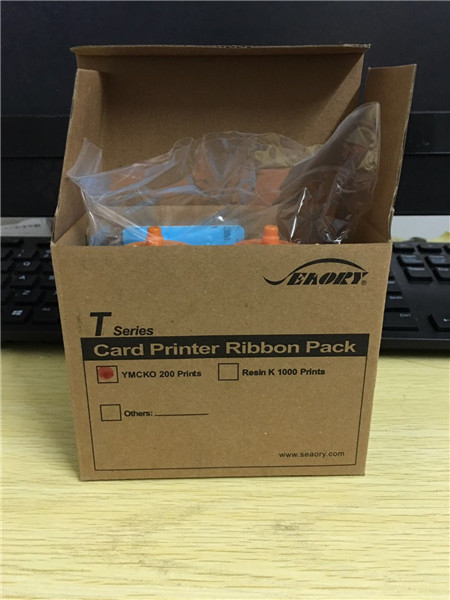 SEAORY®
T Series
Card Printer Ribbon Pack
YMCKO 200 Prints
Resin K 1000 Prints
Others:
www.seaory.com